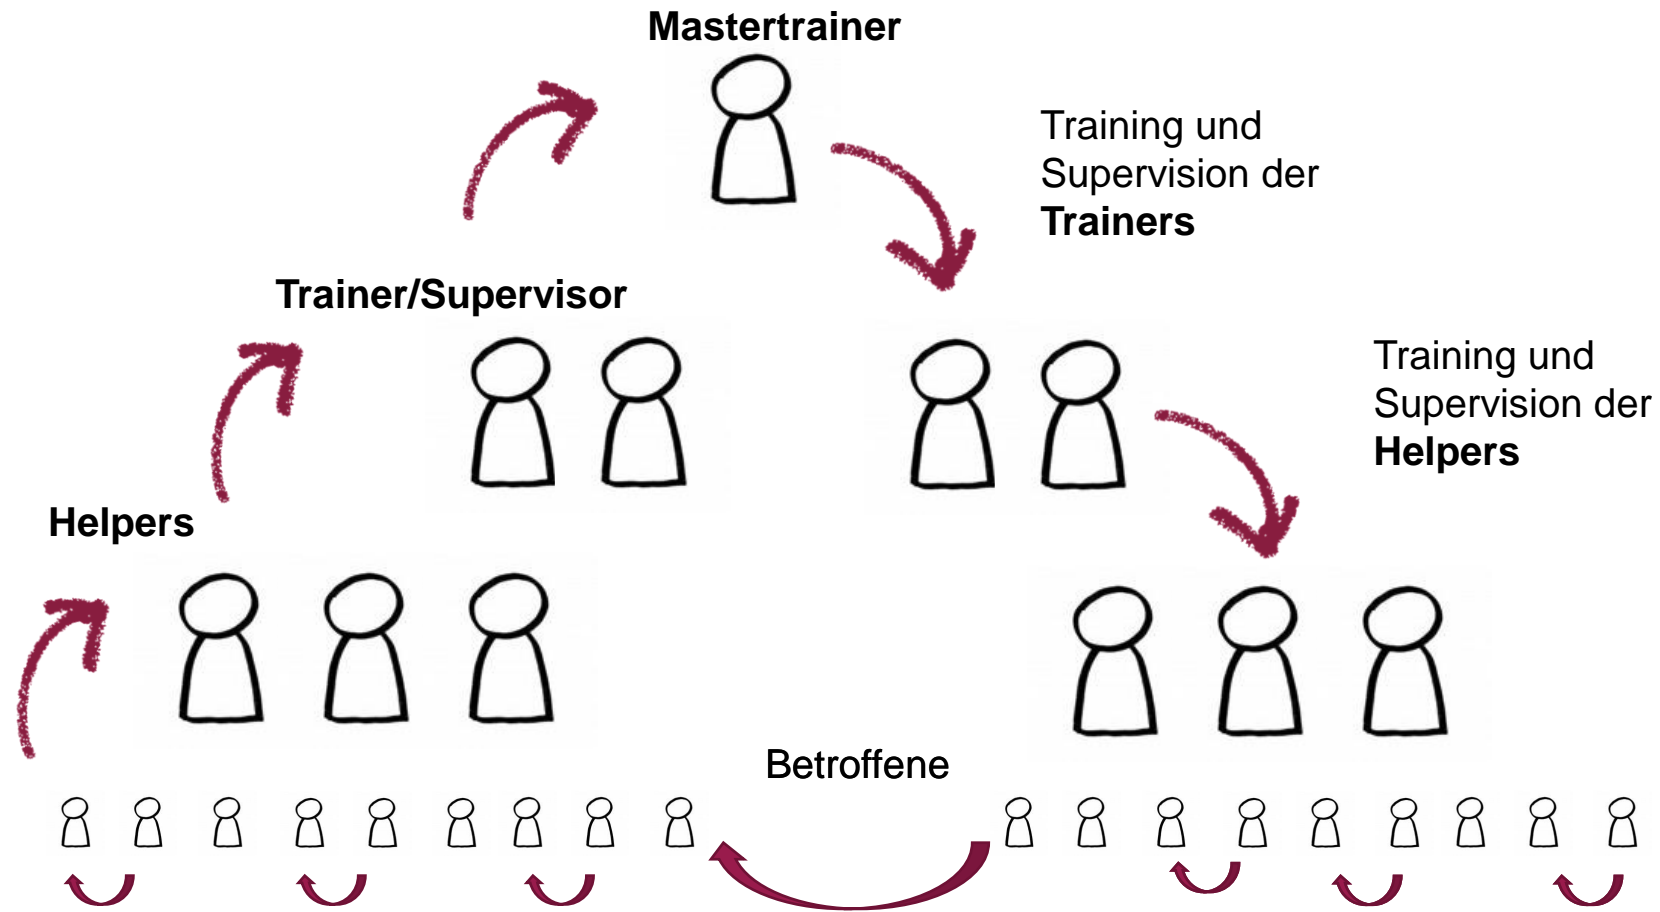 Mastertrainer
Training und
Supervision der
Trainers
Trainer/Supervisor
Training und
Supervision der
Helpers
Helpers
Betroffene